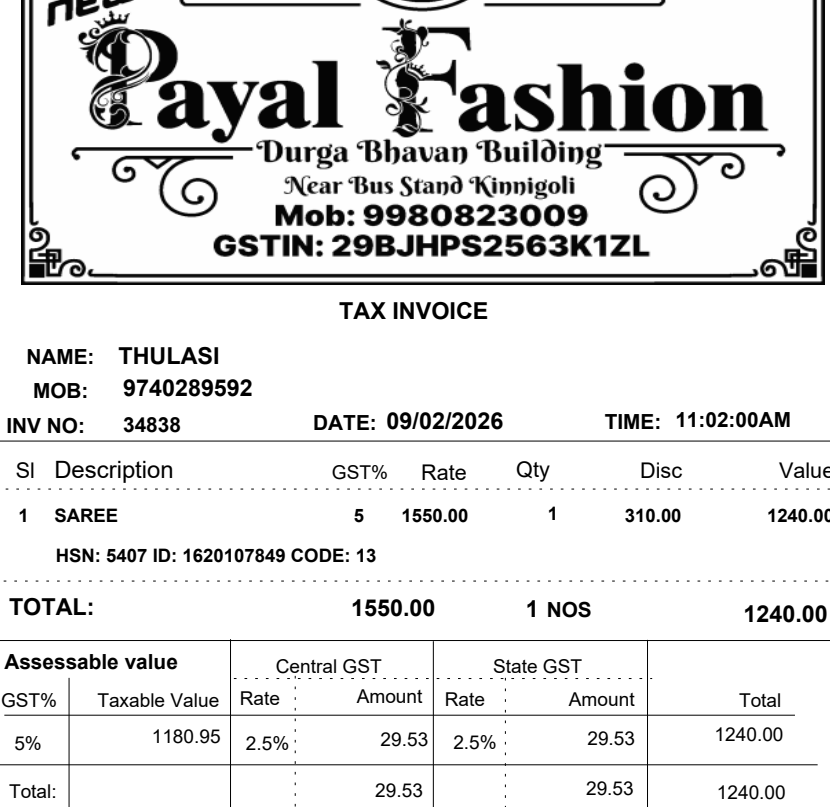 new
Payal Fashion
Durga Bhavan Building
Near Bus Stand Kinnigoli
Mob: 9980823009
GSTIN: 29BJHPS2563K1ZL
TAX INVOICE
NAME: THULASI
MOB: 9740289592
INV NO: 34838 DATE: 09/02/2026 TIME: 11:02:00AM
Sl Description GST% Rate Qty Disc Value
1 SAREE 5 1550.00 1 310.00 1240.00
HSN: 5407 ID: 1620107849 CODE: 13
TOTAL: 1550.00 1 NOS 1240.00
Assessable value Central GST State GST
GST% Taxable Value Rate Amount Rate Amount Total
5% 1180.95 2.5% 29.53 2.5% 29.53 1240.00
Total: 29.53 29.53 1240.00